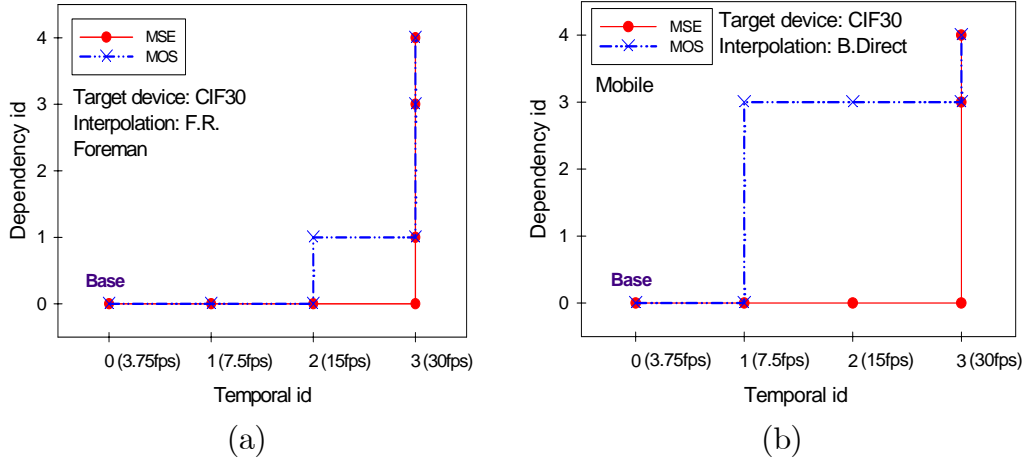 MSE
MOS
Target device: CIF30
Interpolation: F.R.
Foreman
Base
Dependency id
4
3
2
1
0
0 (3.75fps) 1 (7.5fps) 2 (15fps) 3 (30fps)
Temporal id
(a)
MSE
MOS
Target device: CIF30
Interpolation: B.Direct
Mobile
Base
Dependency id
4
3
2
1
0
0 (3.75fps) 1 (7.5fps) 2 (15fps) 3 (30fps)
Temporal id
(b)